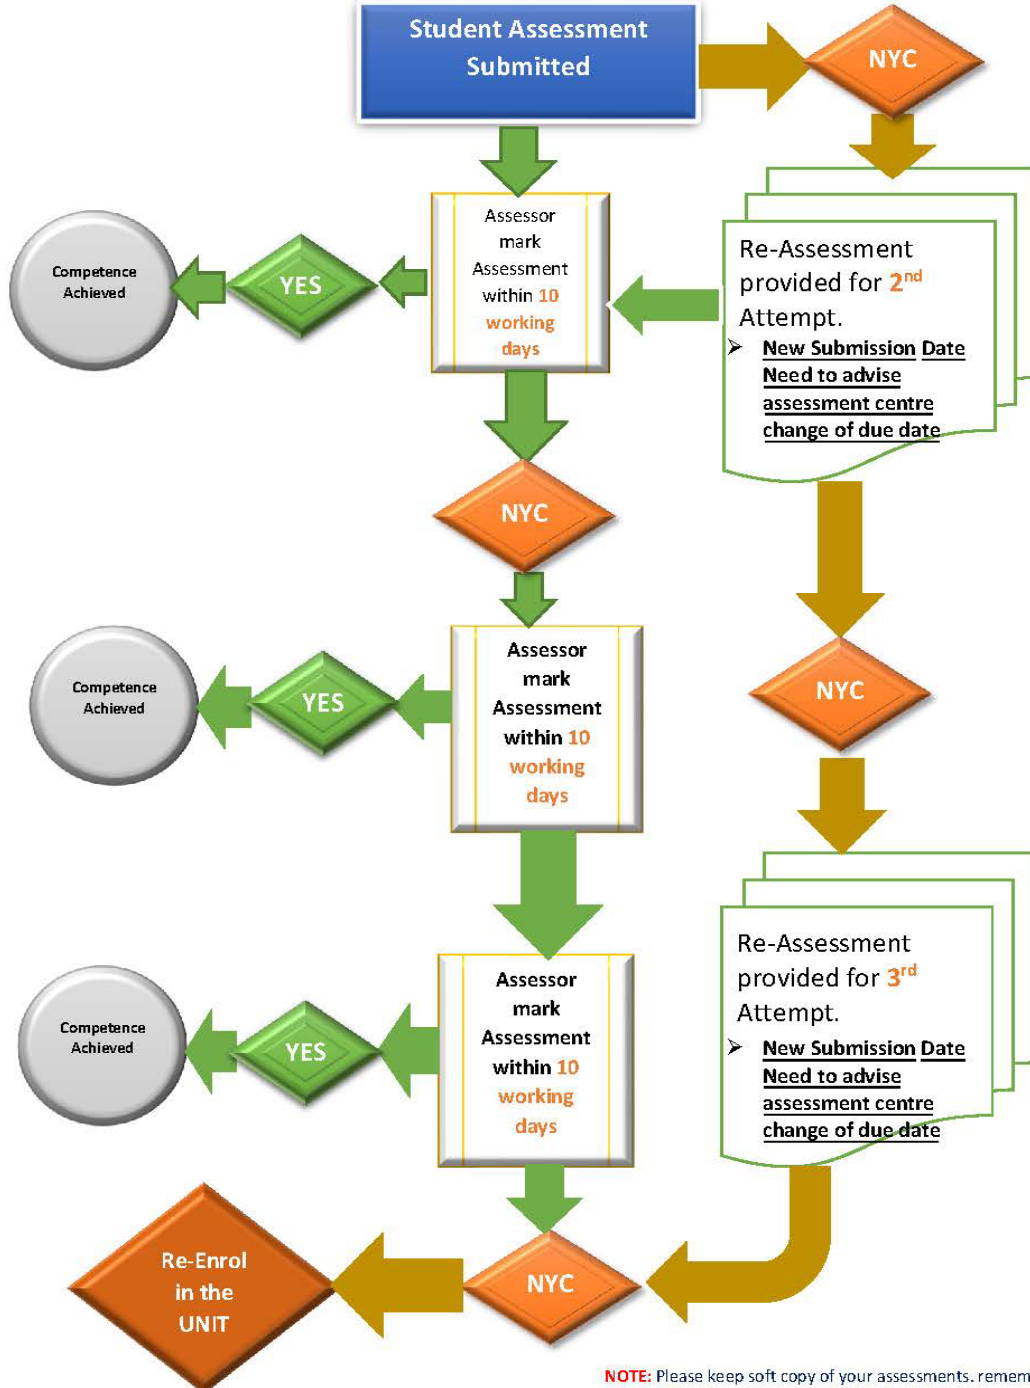 Student Assessment
Submitted
NYC
Assessor
mark
Assessment
within 10
working
days
YES
Competence
Achieved
Re-Assessment
provided for 2nd
Attempt.
➢ New Submission Date
Need to advise
assessment centre
change of due date
NYC
NYC
Assessor
mark
Assessment
within 10
working
days
YES
Competence
Achieved
Re-Assessment
provided for 3rd
Attempt.
➢ New Submission Date
Need to advise
assessment centre
change of due date
Assessor
mark
Assessment
within 10
working
days
YES
Competence
Achieved
NYC
Re-Enrol
in the
UNIT
NOTE: Please keep soft copy of your assessments. remem